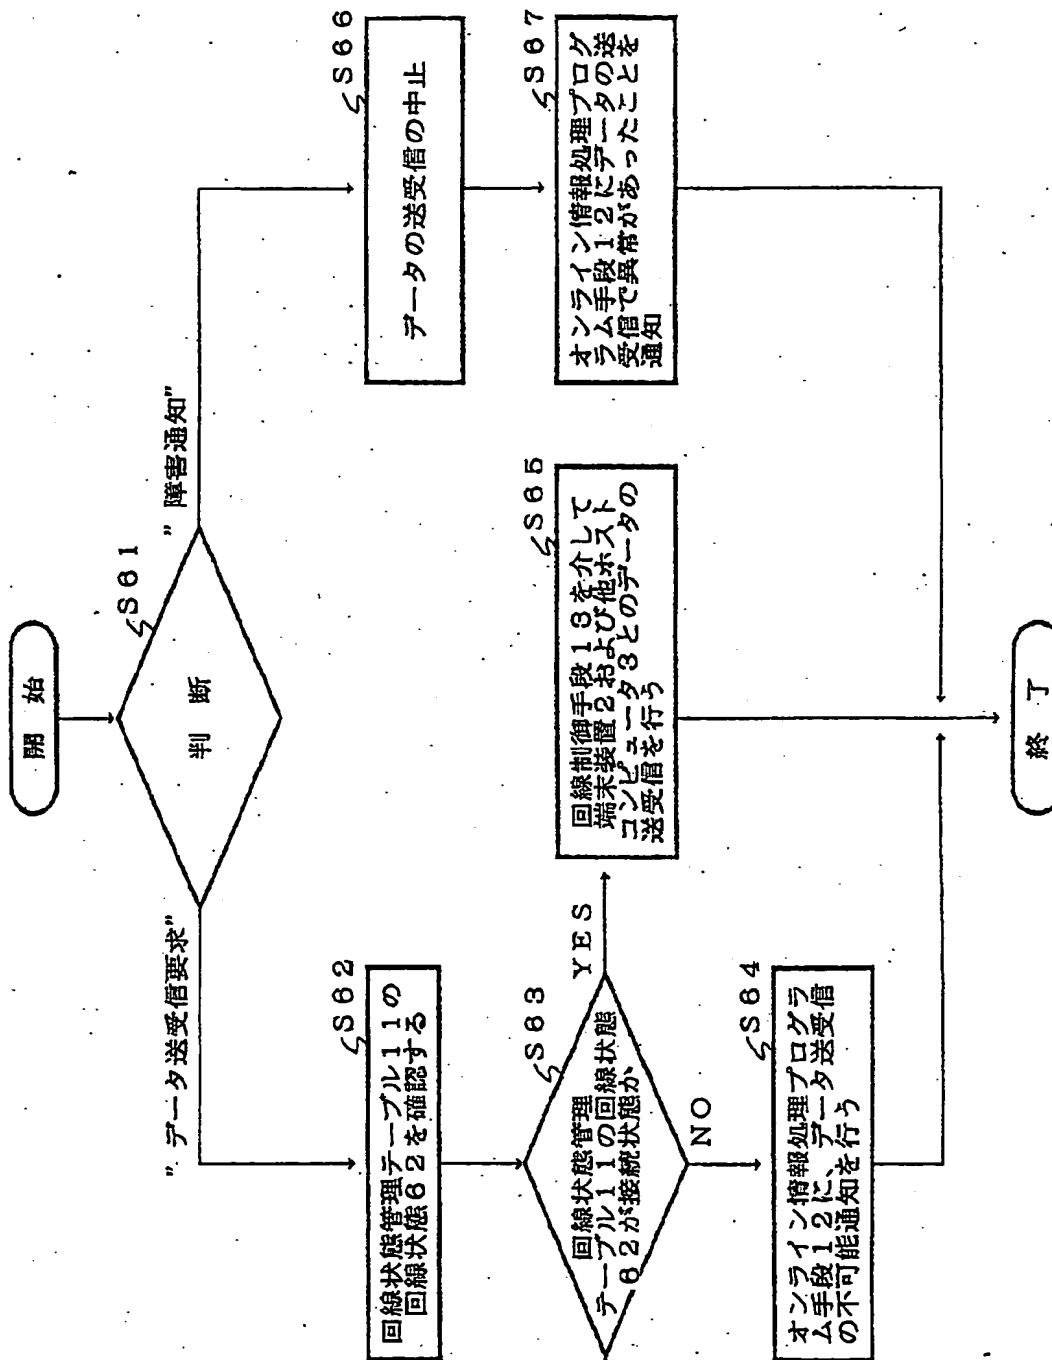 開 始
S61
判 断
"データ送受信要求"
"障害通知"
S62
回線状態管理テーブル11の
回線状態62を確認する
S63
回線状態管理
テーブル11の回線状態
62が接続状態か
YES
NO
S64
オンライン情報処理プログラ
ム手段12に、データ送受信
の不可能通知を行う
S65
回線制御手段13を介して
端末装置2および他ホスト
コンピュータ3とのデータの
送受信を行う
S66
データの送受信の中止
S67
オンライン情報処理プログ
ラム手段12にデータの送
受信で異常があったことを
通知
終 了